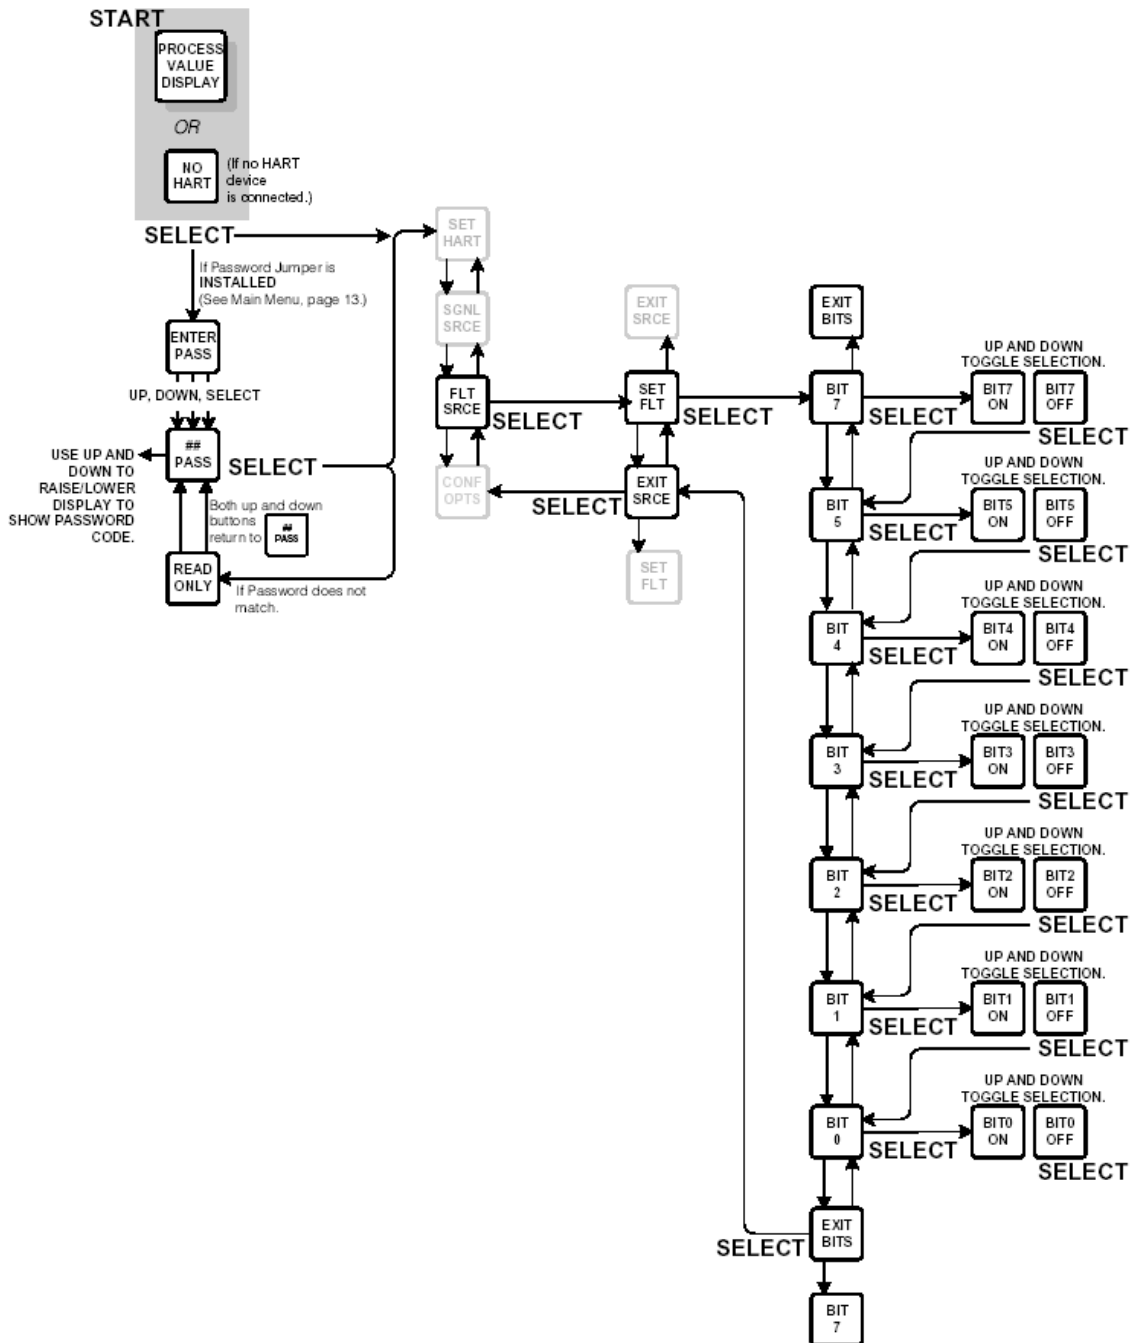 START
PROCESS
VALUE
DISPLAY
OR
NO
HART
(If no HART
device
is connected.)
SELECT
If Password Jumper is
INSTALLED
(See Main Menu, page 13.)
ENTER
PASS
UP, DOWN, SELECT
##
PASS
SELECT
USE UP AND
DOWN TO
RAISE/LOWER
DISPLAY TO
SHOW PASSWORD
CODE.
Both up and down
buttons
return to
##
PASS
READ
ONLY
If Password does not
match.
SET
HART
SGNL
SRCE
FLT
SRCE
SELECT
CONF
OPTS
EXIT
SRCE
SET
FLT
SELECT
EXIT
SRCE
SELECT
SET
FLT
EXIT
BITS
UP AND DOWN
TOGGLE SELECTION.
BIT
7
SELECT
BIT7
ON
BIT7
OFF
SELECT
UP AND DOWN
TOGGLE SELECTION.
BIT
5
SELECT
BIT5
ON
BIT5
OFF
SELECT
UP AND DOWN
TOGGLE SELECTION.
BIT
4
SELECT
BIT4
ON
BIT4
OFF
SELECT
UP AND DOWN
TOGGLE SELECTION.
BIT
3
SELECT
BIT3
ON
BIT3
OFF
SELECT
UP AND DOWN
TOGGLE SELECTION.
BIT
2
SELECT
BIT2
ON
BIT2
OFF
SELECT
UP AND DOWN
TOGGLE SELECTION.
BIT
1
SELECT
BIT1
ON
BIT1
OFF
SELECT
UP AND DOWN
TOGGLE SELECTION.
BIT
0
SELECT
BIT0
ON
BIT0
OFF
SELECT
EXIT
BITS
SELECT
BIT
7